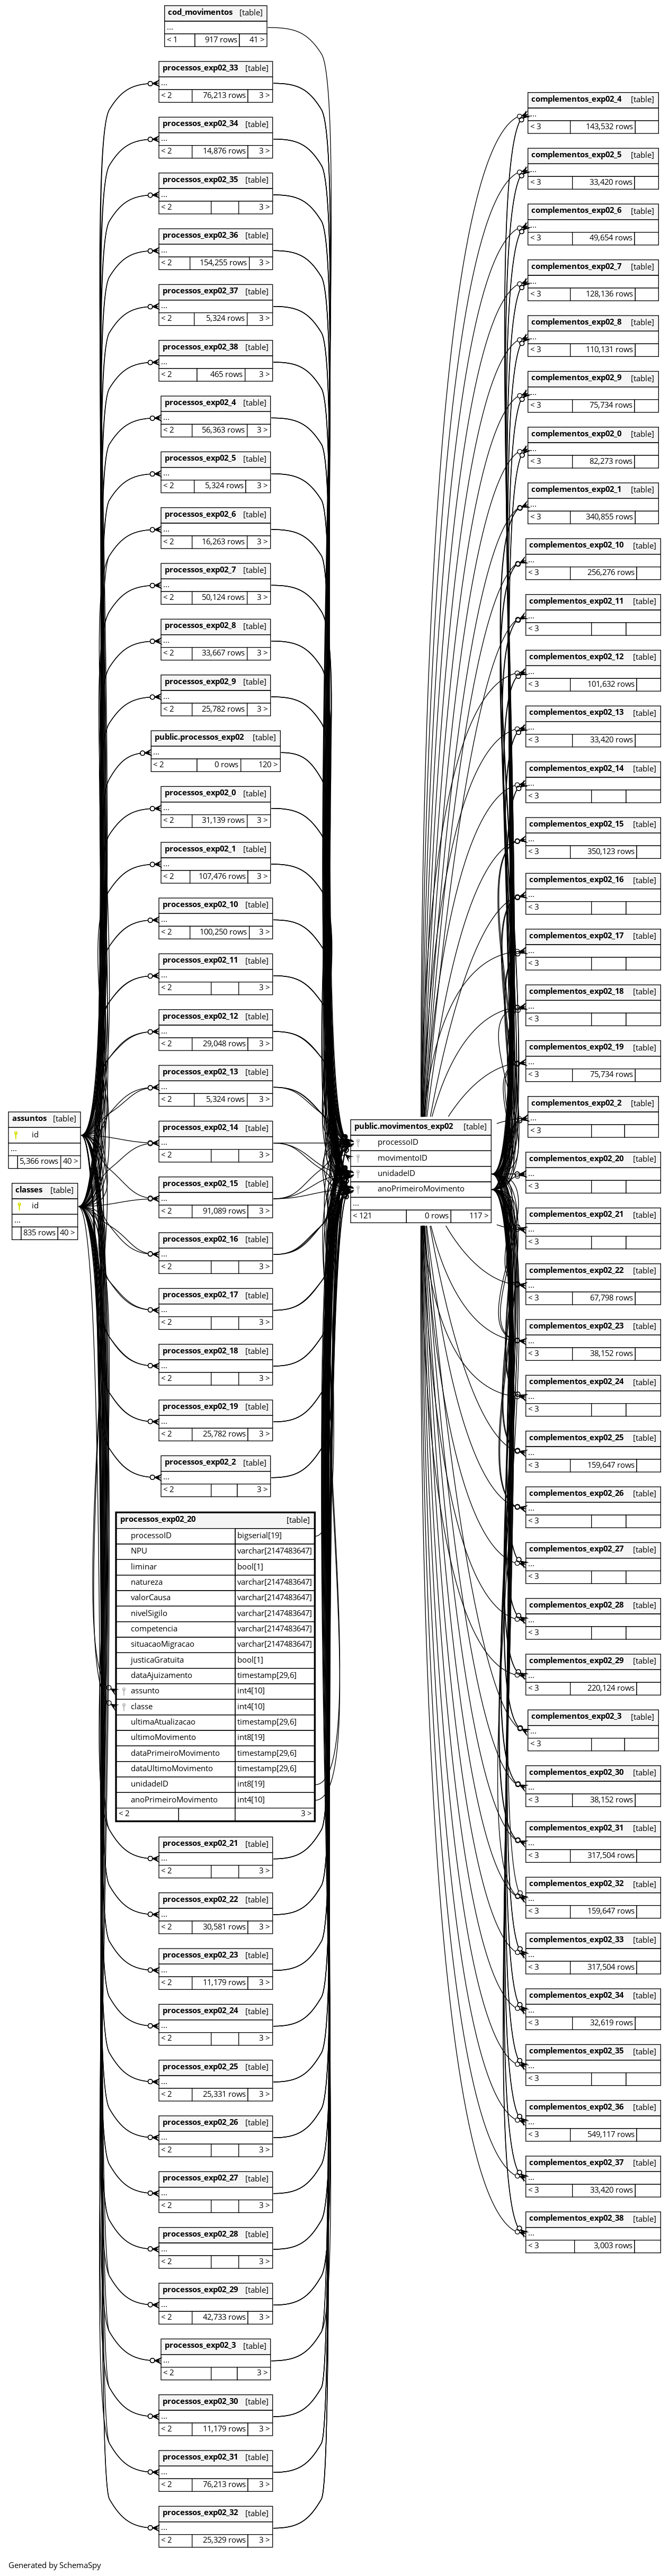 cod_movimentos [table]
...
< 1 917 rows 41 >
processos_exp02_33 [table]
...
< 2 76,213 rows 3 >
processos_exp02_34 [table]
...
< 2 14,876 rows 3 >
processos_exp02_35 [table]
...
< 2 3 >
processos_exp02_36 [table]
...
< 2 154,255 rows 3 >
processos_exp02_37 [table]
...
< 2 5,324 rows 3 >
processos_exp02_38 [table]
...
< 2 465 rows 3 >
processos_exp02_4 [table]
...
< 2 56,363 rows 3 >
processos_exp02_5 [table]
...
< 2 5,324 rows 3 >
processos_exp02_6 [table]
...
< 2 16,263 rows 3 >
processos_exp02_7 [table]
...
< 2 50,124 rows 3 >
processos_exp02_8 [table]
...
< 2 33,667 rows 3 >
processos_exp02_9 [table]
...
< 2 25,782 rows 3 >
public.processos_exp02 [table]
...
< 2 0 rows 120 >
processos_exp02_0 [table]
...
< 2 31,139 rows 3 >
processos_exp02_1 [table]
...
< 2 107,476 rows 3 >
processos_exp02_10 [table]
...
< 2 100,250 rows 3 >
processos_exp02_11 [table]
...
< 2 3 >
processos_exp02_12 [table]
...
< 2 29,048 rows 3 >
processos_exp02_13 [table]
...
< 2 5,324 rows 3 >
processos_exp02_14 [table]
...
< 2 3 >
processos_exp02_15 [table]
...
< 2 91,089 rows 3 >
processos_exp02_16 [table]
...
< 2 3 >
processos_exp02_17 [table]
...
< 2 3 >
processos_exp02_18 [table]
...
< 2 3 >
processos_exp02_19 [table]
...
< 2 25,782 rows 3 >
processos_exp02_2 [table]
...
< 2 3 >
processos_exp02_20 [table]
processoID bigserial[19]
NPU varchar[2147483647]
liminar bool[1]
natureza varchar[2147483647]
valorCausa varchar[2147483647]
nivelSigilo varchar[2147483647]
competencia varchar[2147483647]
situacaoMigracao varchar[2147483647]
justicaGratuita bool[1]
dataAjuizamento timestamp[29,6]
assunto int4[10]
classe int4[10]
ultimaAtualizacao timestamp[29,6]
ultimoMovimento int8[19]
dataPrimeiroMovimento timestamp[29,6]
dataUltimoMovimento timestamp[29,6]
unidadeID int8[19]
anoPrimeiroMovimento int4[10]
< 2 3 >
processos_exp02_21 [table]
...
< 2 3 >
processos_exp02_22 [table]
...
< 2 30,581 rows 3 >
processos_exp02_23 [table]
...
< 2 11,179 rows 3 >
processos_exp02_24 [table]
...
< 2 3 >
processos_exp02_25 [table]
...
< 2 25,331 rows 3 >
processos_exp02_26 [table]
...
< 2 3 >
processos_exp02_27 [table]
...
< 2 3 >
processos_exp02_28 [table]
...
< 2 3 >
processos_exp02_29 [table]
...
< 2 42,733 rows 3 >
processos_exp02_3 [table]
...
< 2 3 >
processos_exp02_30 [table]
...
< 2 11,179 rows 3 >
processos_exp02_31 [table]
...
< 2 76,213 rows 3 >
processos_exp02_32 [table]
...
< 2 25,329 rows 3 >
assuntos [table]
id
...
5,366 rows 40 >
classes [table]
id
...
835 rows 40 >
public.movimentos_exp02 [table]
processoID
movimentoID
unidadeID
anoPrimeiroMovimento
...
< 121 0 rows 117 >
complementos_exp02_4 [table]
...
< 3 143,532 rows
complementos_exp02_5 [table]
...
< 3 33,420 rows
complementos_exp02_6 [table]
...
< 3 49,654 rows
complementos_exp02_7 [table]
...
< 3 128,136 rows
complementos_exp02_8 [table]
...
< 3 110,131 rows
complementos_exp02_9 [table]
...
< 3 75,734 rows
complementos_exp02_0 [table]
...
< 3 82,273 rows
complementos_exp02_1 [table]
...
< 3 340,855 rows
complementos_exp02_10 [table]
...
< 3 256,276 rows
complementos_exp02_11 [table]
...
< 3
complementos_exp02_12 [table]
...
< 3 101,632 rows
complementos_exp02_13 [table]
...
< 3 33,420 rows
complementos_exp02_14 [table]
...
< 3
complementos_exp02_15 [table]
...
< 3 350,123 rows
complementos_exp02_16 [table]
...
< 3
complementos_exp02_17 [table]
...
< 3
complementos_exp02_18 [table]
...
< 3
complementos_exp02_19 [table]
...
< 3 75,734 rows
complementos_exp02_2 [table]
...
< 3
complementos_exp02_20 [table]
...
< 3
complementos_exp02_21 [table]
...
< 3
complementos_exp02_22 [table]
...
< 3 67,798 rows
complementos_exp02_23 [table]
...
< 3 38,152 rows
complementos_exp02_24 [table]
...
< 3
complementos_exp02_25 [table]
...
< 3 159,647 rows
complementos_exp02_26 [table]
...
< 3
complementos_exp02_27 [table]
...
< 3
complementos_exp02_28 [table]
...
< 3
complementos_exp02_29 [table]
...
< 3 220,124 rows
complementos_exp02_3 [table]
...
< 3
complementos_exp02_30 [table]
...
< 3 38,152 rows
complementos_exp02_31 [table]
...
< 3 317,504 rows
complementos_exp02_32 [table]
...
< 3 159,647 rows
complementos_exp02_33 [table]
...
< 3 317,504 rows
complementos_exp02_34 [table]
...
< 3 32,619 rows
complementos_exp02_35 [table]
...
< 3
complementos_exp02_36 [table]
...
< 3 549,117 rows
complementos_exp02_37 [table]
...
< 3 33,420 rows
complementos_exp02_38 [table]
...
< 3 3,003 rows
Generated by SchemaSpy